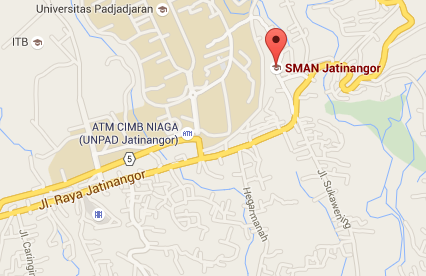 Universitas Padjadjaran
ITB
SMAN Jatinangor
ATM CIMB NIAGA
(UNPAD Jatinangor)
ATM
5
Jl. Raya Jatinangor
Jl. Sukawening
Hegarmanah
Jl. Caringin